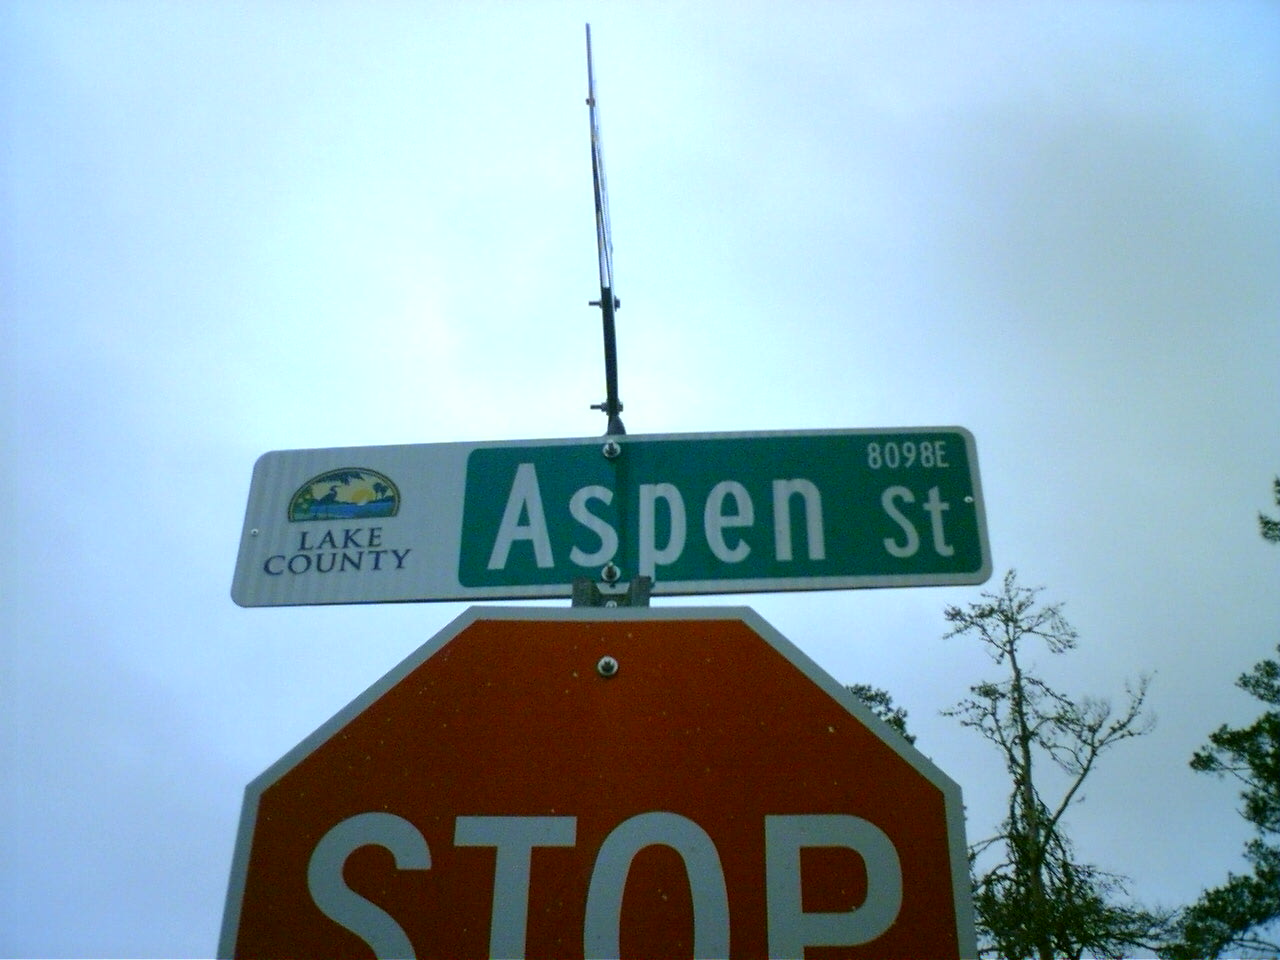 8098E
Aspen St
LAKE
COUNTY
STOP